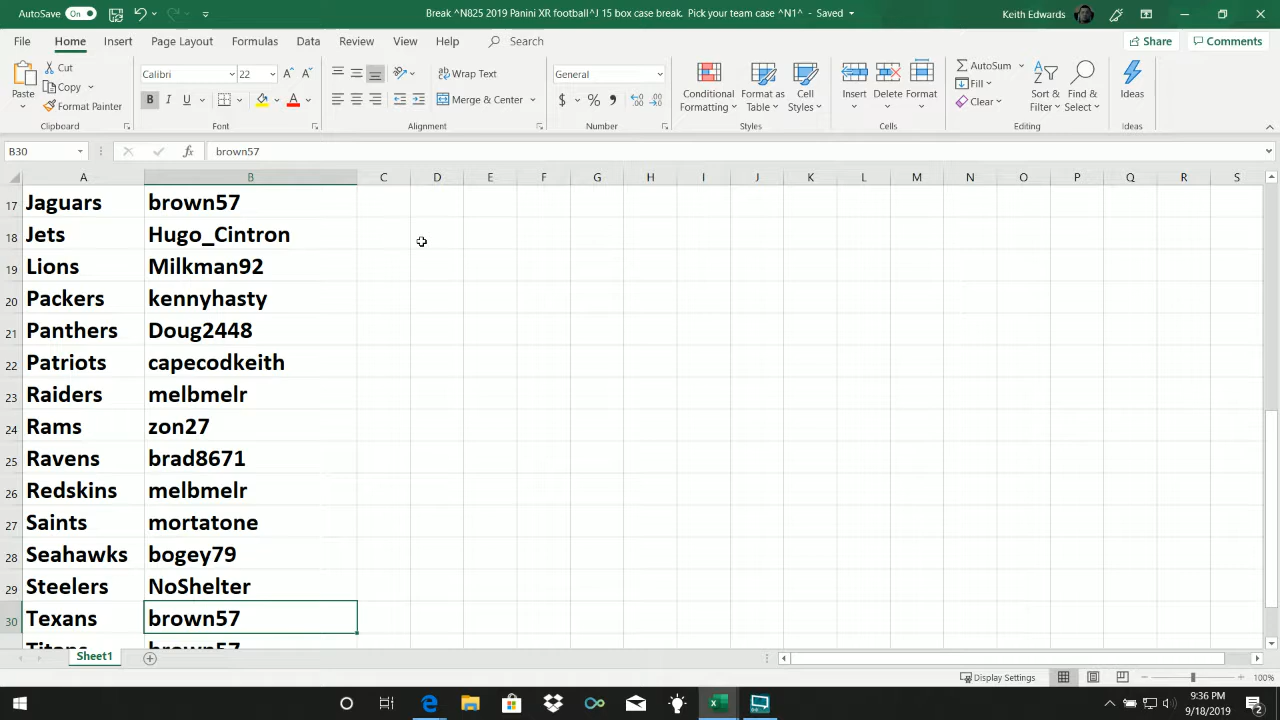 AutoSave On Break ^N825 2019 Panini XR football^J 15 box case break. Pick your team case ^N1^ - Saved Keith Edwards
File Home Insert Page Layout Formulas Data Review View Help Search Share Comments
Paste Cut Copy Format Painter Clipboard
Calibri 22 A A B I U A Font
Wrap Text Merge & Center Alignment
General $ % , Number
Conditional Formatting Format as Table Cell Styles Styles
Insert Delete Format Cells
AutoSum Fill Clear Sort & Filter Find & Select Editing
Ideas Ideas
B30 fx brown57
A B C D E F G H I J K L M N O P Q R S
17 Jaguars brown57
18 Jets Hugo_Cintron
19 Lions Milkman92
20 Packers kennyhasty
21 Panthers Doug2448
22 Patriots capecodkeith
23 Raiders melbmelr
24 Rams zon27
25 Ravens brad8671
26 Redskins melbmelr
27 Saints mortatone
28 Seahawks bogey79
29 Steelers NoShelter
30 Texans brown57
Titans brown57
Sheet1
Display Settings 100%
9:36 PM
9/18/2019
2